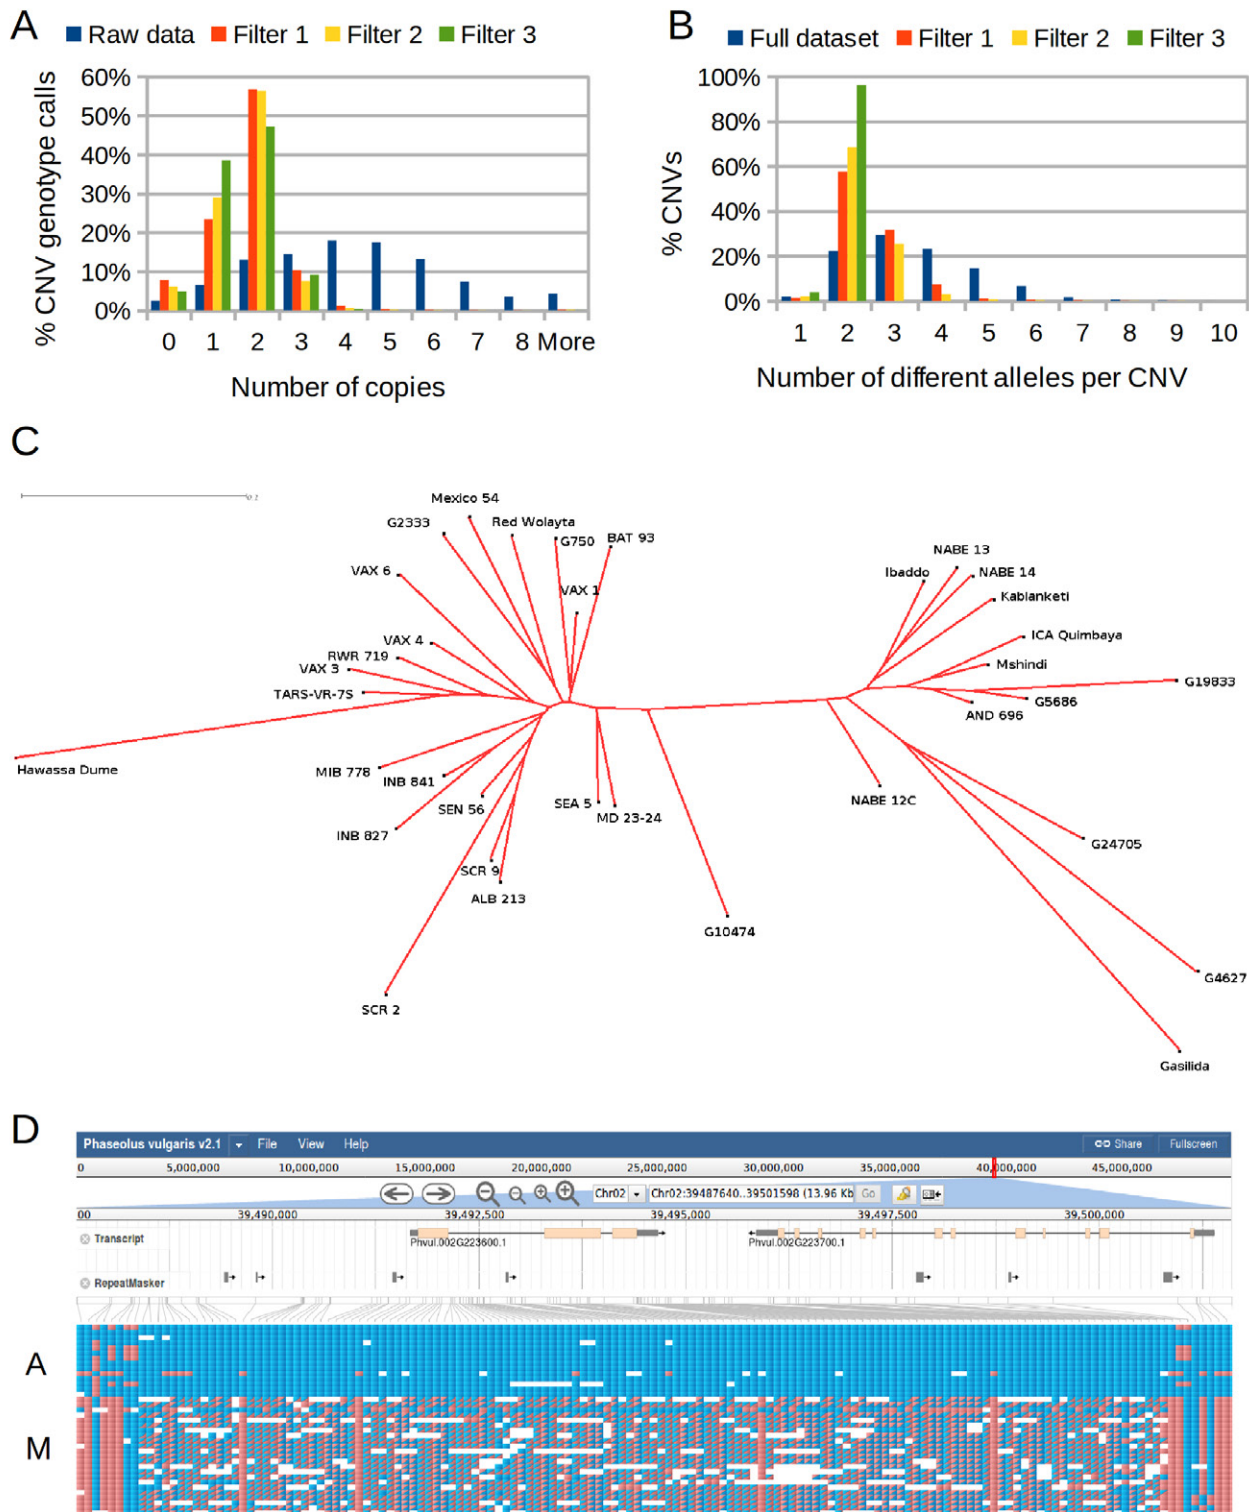 A
Raw data Filter 1 Filter 2 Filter 3
60%
50%
40%
30%
20%
10%
0%
% CNV genotype calls
0 1 2 3 4 5 6 7 8 More
Number of copies
B
Full dataset Filter 1 Filter 2 Filter 3
100%
80%
60%
40%
20%
0%
% CNVs
1 2 3 4 5 6 7 8 9 10
Number of different alleles per CNV
C
Mexico 54
G2333
Red Wolayta
G750
BAT 93
VAX 6
VAX 1
VAX 4
RWR 719
VAX 3
TARS-VR-7S
Hawassa Dume
MIB 778
INB 841
SEN 56
INB 827
SCR 9
ALB 213
SCR 2
SEA 5
MD 23-24
G10474
NABE 13
Ibaddo
NABE 14
Kablanketi
ICA Quimbaya
Mshindi
G19833
G5686
AND 696
NABE 12C
G24705
G4627
Gasilida
D
Phaseolus vulgaris v2.1 File View Help Share Fullscreen
0 5,000,000 10,000,000 15,000,000 20,000,000 25,000,000 30,000,000 35,000,000 40,000,000 45,000,000
Chr02 Chr02:39487640..39501598 (13.96 Kb Go
00 39,490,000 39,492,500 39,495,000 39,497,500 39,500,000
Transcript
Phvul.002G223600.1 Phvul.002G223700.1
RepeatMasker
A
M